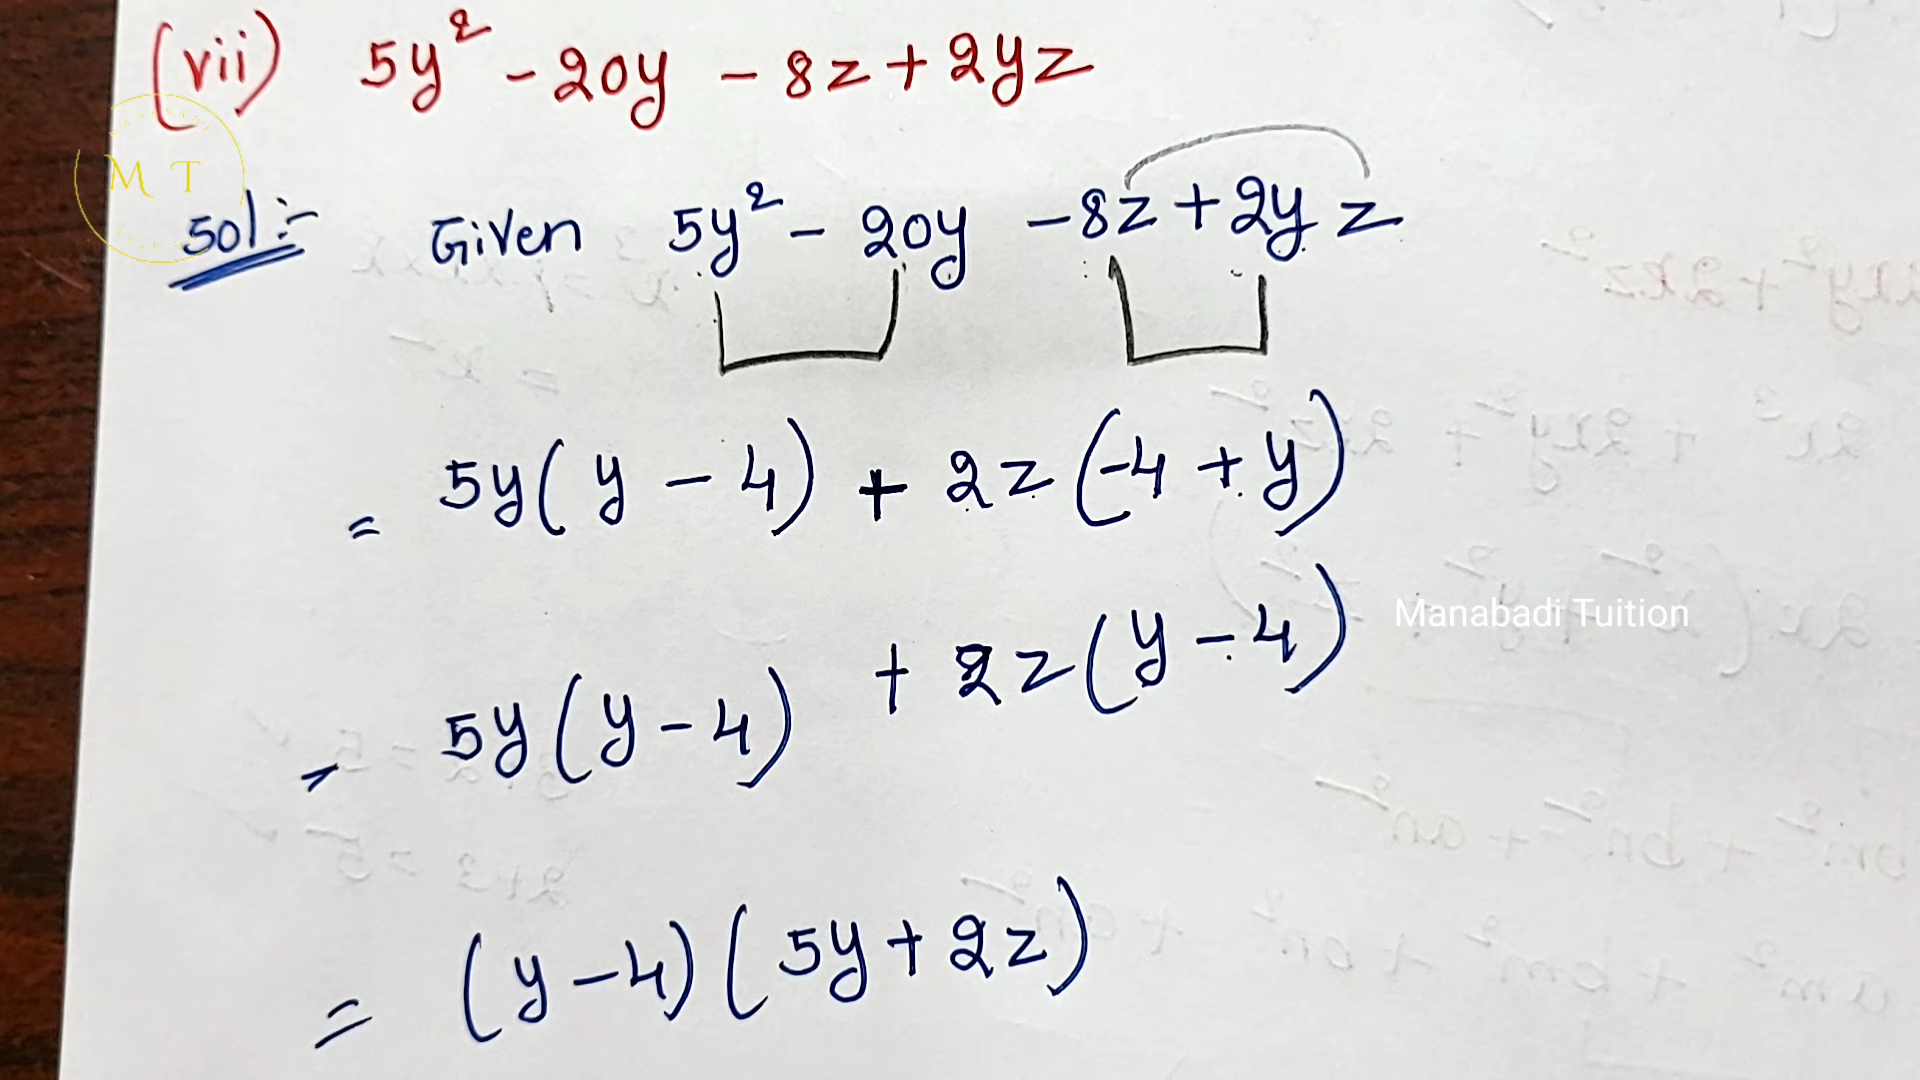 (vii) 5y² - 20y - 8z + 2yz
M T
Sol:- Given 5y² - 20y - 8z + 2yz
= 5y(y - 4) + 2z(-4 + y)
Manabadi Tuition
= 5y(y - 4) + 2z(y - 4)
= (y - 4)(5y + 2z)